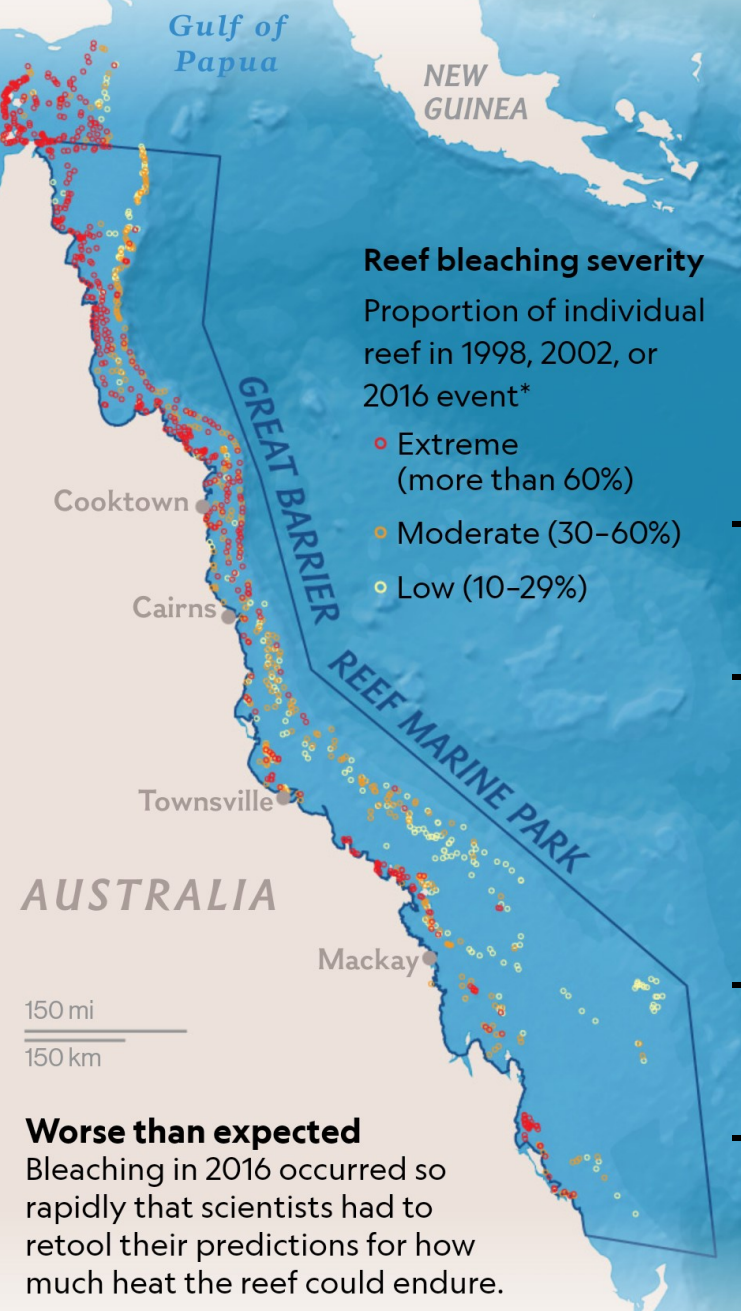 Gulf of
Papua
NEW
GUINEA
Reef bleaching severity
Proportion of individual
reef in 1998, 2002, or
2016 event*
Extreme
(more than 60%)
Moderate (30–60%)
Low (10–29%)
GREAT BARRIER
REEF MARINE PARK
Cooktown
Cairns
Townsville
AUSTRALIA
Mackay
150 mi
150 km
Worse than expected
Bleaching in 2016 occurred so
rapidly that scientists had to
retool their predictions for how
much heat the reef could endure.